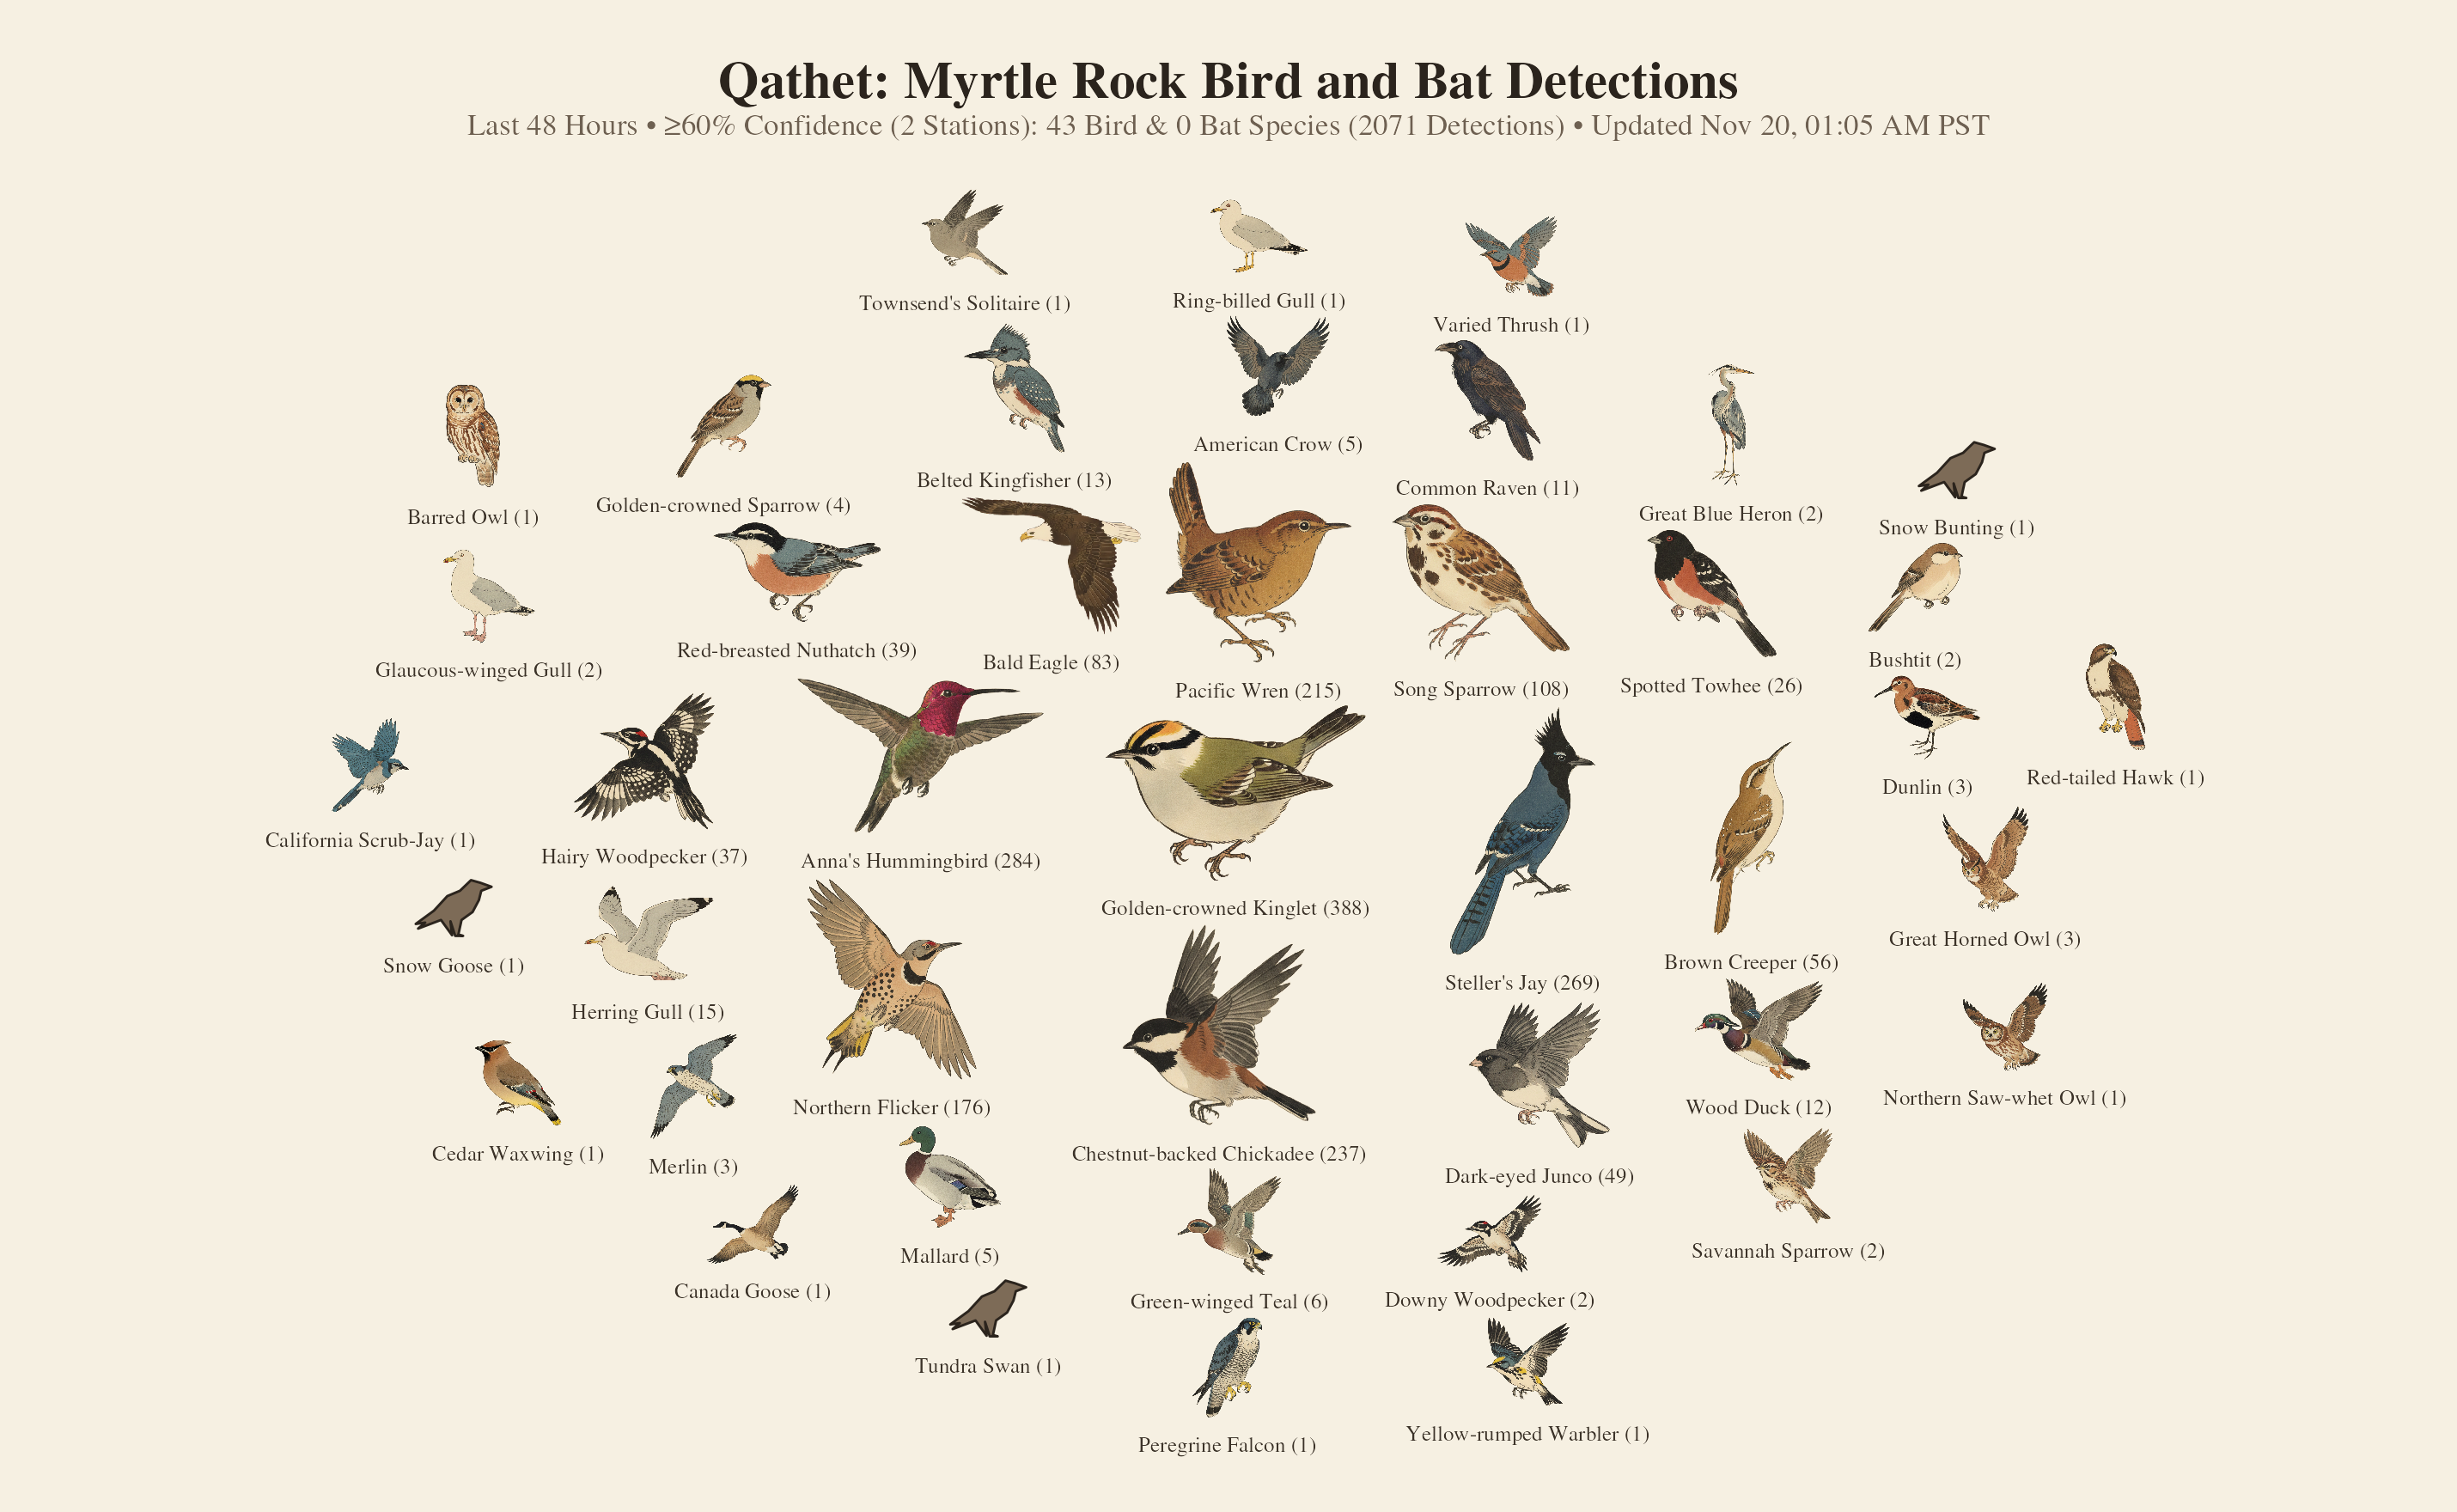 Qathet: Myrtle Rock Bird and Bat Detections
Last 48 Hours • ≥60% Confidence (2 Stations): 43 Bird & 0 Bat Species (2071 Detections) • Updated Nov 20, 01:05 AM PST
Townsend's Solitaire (1)
Ring-billed Gull (1)
Varied Thrush (1)
American Crow (5)
Belted Kingfisher (13)
Common Raven (11)
Golden-crowned Sparrow (4)
Great Blue Heron (2)
Barred Owl (1)
Snow Bunting (1)
Red-breasted Nuthatch (39)
Bushtit (2)
Bald Eagle (83)
Glaucous-winged Gull (2)
Spotted Towhee (26)
Song Sparrow (108)
Pacific Wren (215)
Red-tailed Hawk (1)
Dunlin (3)
California Scrub-Jay (1)
Hairy Woodpecker (37)
Anna's Hummingbird (284)
Golden-crowned Kinglet (388)
Great Horned Owl (3)
Brown Creeper (56)
Snow Goose (1)
Steller's Jay (269)
Herring Gull (15)
Northern Saw-whet Owl (1)
Northern Flicker (176)
Wood Duck (12)
Cedar Waxwing (1)
Chestnut-backed Chickadee (237)
Merlin (3)
Dark-eyed Junco (49)
Savannah Sparrow (2)
Mallard (5)
Canada Goose (1)
Downy Woodpecker (2)
Green-winged Teal (6)
Tundra Swan (1)
Yellow-rumped Warbler (1)
Peregrine Falcon (1)